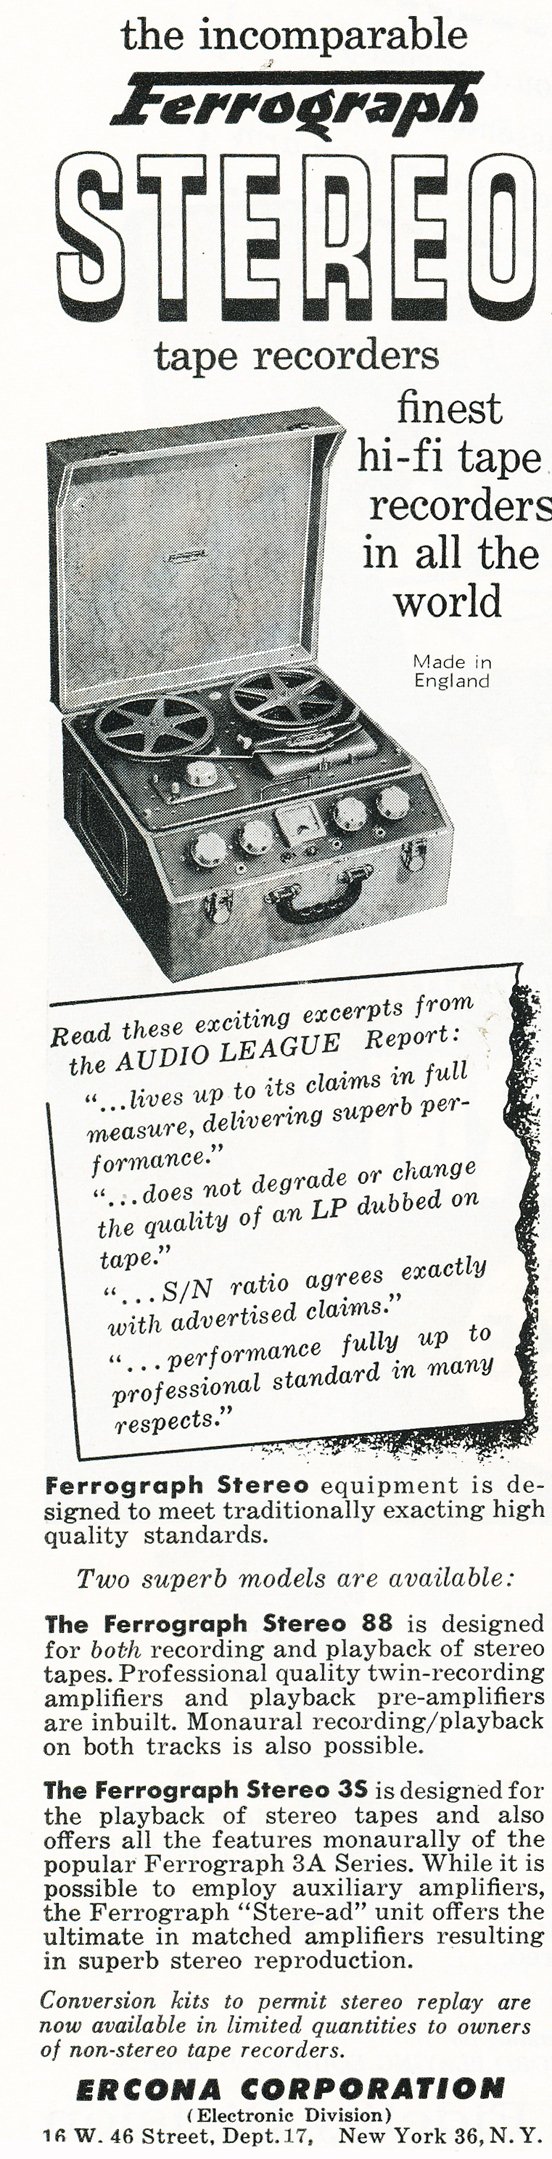 the incomparable
Ferrograph
STEREO
tape recorders
finest
hi-fi tape
recorders
in all the
world
Made in
England
Ferrograph
Read these exciting excerpts from
the AUDIO LEAGUE Report:
“...lives up to its claims in full
measure, delivering superb per-
formance.”
“...does not degrade or change
the quality of an LP dubbed on
tape.”
“...S/N ratio agrees exactly
with advertised claims.”
“...performance fully up to
professional standard in many
respects.”
Ferrograph Stereo equipment is de-
signed to meet traditionally exacting high
quality standards.
Two superb models are available:
The Ferrograph Stereo 88 is designed
for both recording and playback of stereo
tapes. Professional quality twin-recording
amplifiers and playback pre-amplifiers
are inbuilt. Monaural recording/playback
on both tracks is also possible.
The Ferrograph Stereo 3S is designed for
the playback of stereo tapes and also
offers all the features monaurally of the
popular Ferrograph 3A Series. While it is
possible to employ auxiliary amplifiers,
the Ferrograph “Stere-ad” unit offers the
ultimate in matched amplifiers resulting
in superb stereo reproduction.
Conversion kits to permit stereo replay are
now available in limited quantities to owners
of non-stereo tape recorders.
ERCONA CORPORATION
(Electronic Division)
16 W. 46 Street, Dept. 17, New York 36, N. Y.